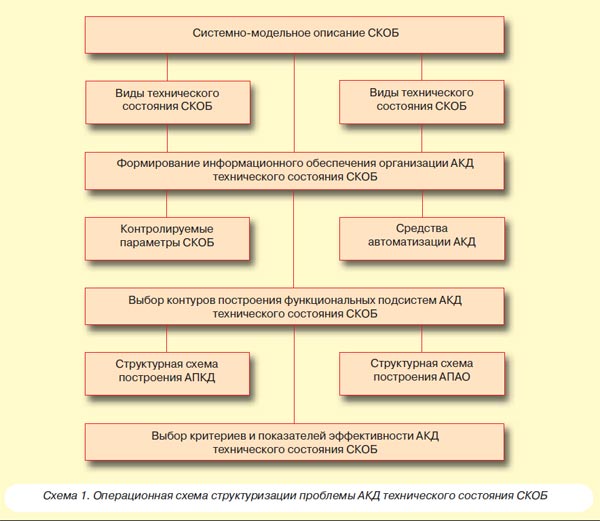 Системно-модельное описание СКОБ
Виды технического
состояния СКОБ
Виды технического
состояния СКОБ
Формирование информационного обеспечения организации АКД
технического состояния СКОБ
Контролируемые
параметры СКОБ
Средства
автоматизации АКД
Выбор контуров построения функциональных подсистем АКД
технического состояния СКОБ
Структурная схема
построения АПКД
Структурная схема
построения АПАО
Выбор критериев и показателей эффективности АКД
технического состояния СКОБ
Схема 1. Операционная схема структуризации проблемы АКД технического состояния СКОБ